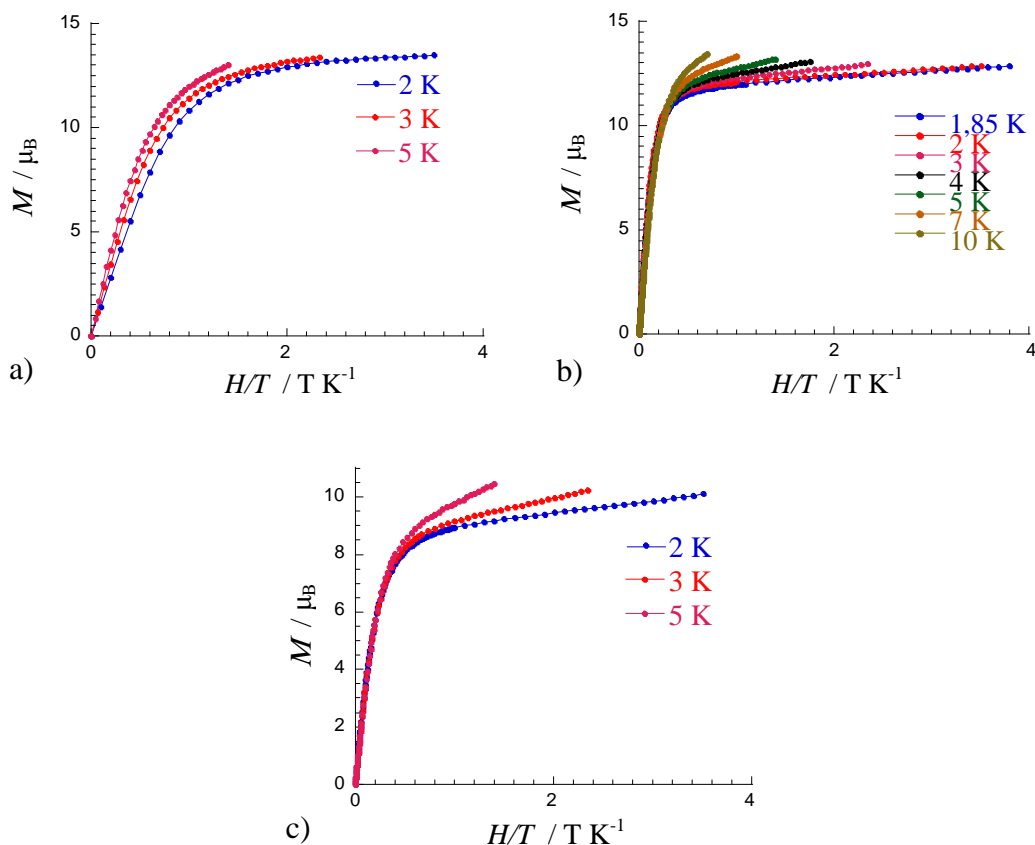 15
10
5
0
0
2
4
M / μB
H/T / T K-1
2 K
3 K
5 K
a)
15
10
5
0
0
2
4
M / μB
H/T / T K-1
1,85 K
2 K
3 K
4 K
5 K
7 K
10 K
b)
10
8
6
4
2
0
0
2
4
M / μB
H/T / T K-1
2 K
3 K
5 K
c)